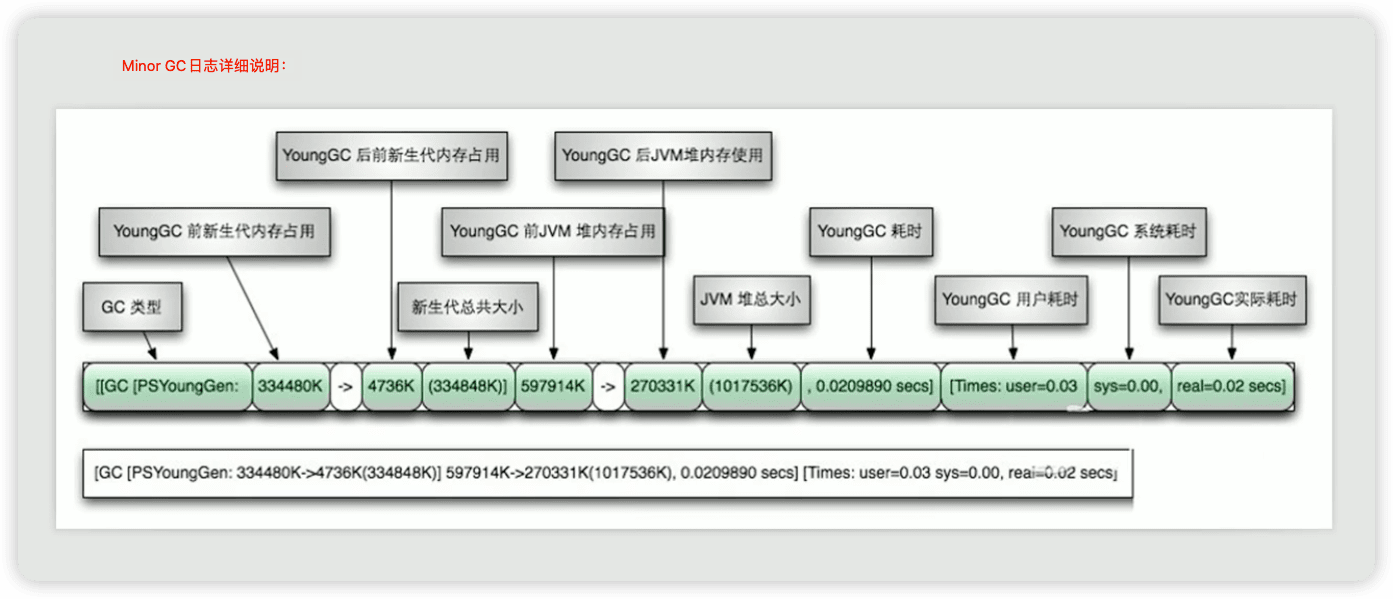 Minor GC日志详细说明：
YoungGC 后前新生代内存占用
YoungGC 后JVM堆内存使用
YoungGC 前新生代内存占用
YoungGC 前JVM 堆内存占用
YoungGC 耗时
YoungGC 系统耗时
GC 类型
新生代总共大小
JVM 堆总大小
YoungGC 用户耗时
YoungGC实际耗时
[[GC [PSYoungGen: 334480K -> 4736K (334848K)] 597914K -> 270331K (1017536K) , 0.0209890 secs] [Times: user=0.03 sys=0.00, real=0.02 secs]
[GC [PSYoungGen: 334480K->4736K(334848K)] 597914K->270331K(1017536K), 0.0209890 secs] [Times: user=0.03 sys=0.00, real=0.02 secs]